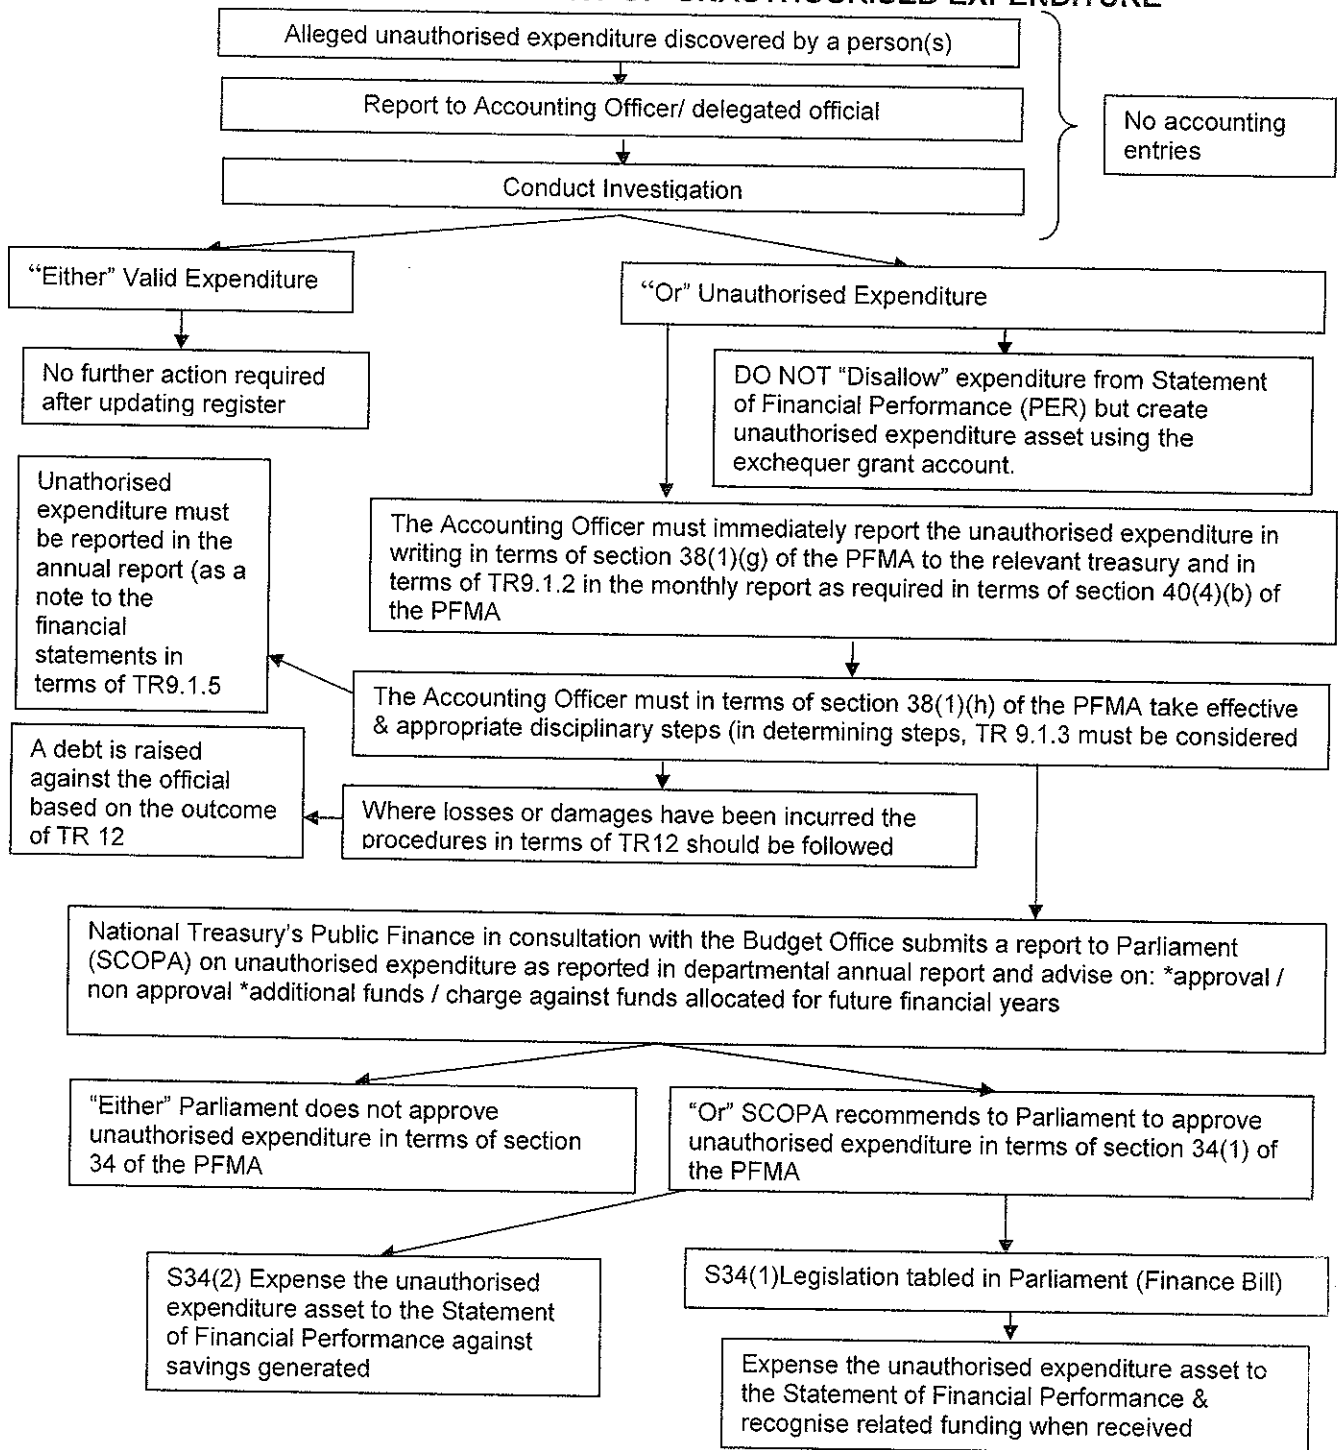 UNAUTHORISED EXPENDITURE
Alleged unauthorised expenditure discovered by a person(s)
Report to Accounting Officer/ delegated official
No accounting
entries
Conduct Investigation
“Either” Valid Expenditure
“Or” Unauthorised Expenditure
No further action required
after updating register
DO NOT “Disallow” expenditure from Statement
of Financial Performance (PER) but create
unauthorised expenditure asset using the
exchequer grant account.
Unathorised
expenditure must
be reported in the
annual report (as a
note to the
financial
statements in
terms of TR9.1.5
The Accounting Officer must immediately report the unauthorised expenditure in
writing in terms of section 38(1)(g) of the PFMA to the relevant treasury and in
terms of TR9.1.2 in the monthly report as required in terms of section 40(4)(b) of
the PFMA
The Accounting Officer must in terms of section 38(1)(h) of the PFMA take effective
& appropriate disciplinary steps (in determining steps, TR 9.1.3 must be considered
A debt is raised
against the official
based on the outcome
of TR 12
Where losses or damages have been incurred the
procedures in terms of TR12 should be followed
National Treasury's Public Finance in consultation with the Budget Office submits a report to Parliament
(SCOPA) on unauthorised expenditure as reported in departmental annual report and advise on: *approval /
non approval *additional funds / charge against funds allocated for future financial years
"Either" Parliament does not approve
unauthorised expenditure in terms of section
34 of the PFMA
"Or" SCOPA recommends to Parliament to approve
unauthorised expenditure in terms of section 34(1) of
the PFMA
S34(2) Expense the unauthorised
expenditure asset to the Statement
of Financial Performance against
savings generated
S34(1)Legislation tabled in Parliament (Finance Bill)
Expense the unauthorised expenditure asset to
the Statement of Financial Performance &
recognise related funding when received